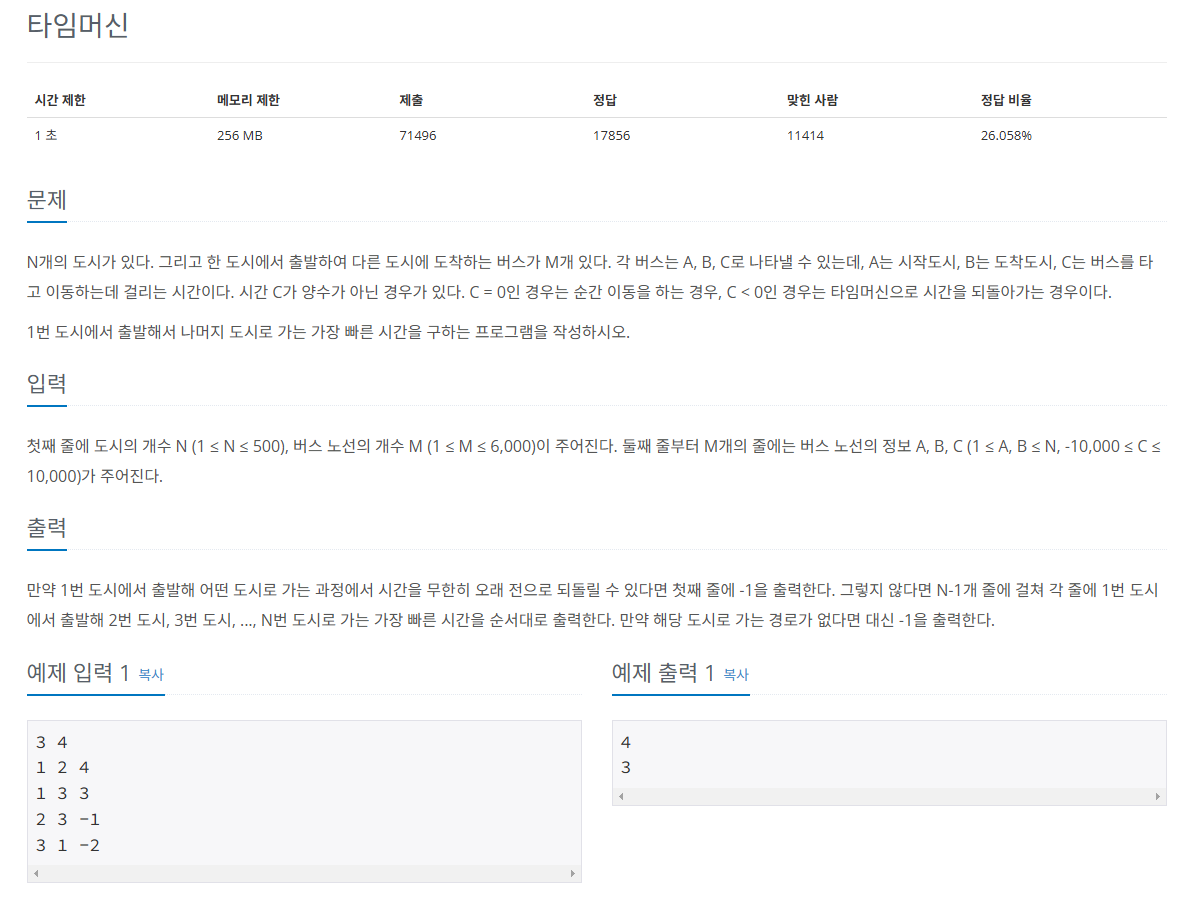 타임머신
시간 제한 메모리 제한 제출 정답 맞힌 사람 정답 비율
1 초 256 MB 71496 17856 11414 26.058%
문제
N개의 도시가 있다. 그리고 한 도시에서 출발하여 다른 도시에 도착하는 버스가 M개 있다. 각 버스는 A, B, C로 나타낼 수 있는데, A는 시작도시, B는 도착도시, C는 버스를 타
고 이동하는데 걸리는 시간이다. 시간 C가 양수가 아닌 경우가 있다. C = 0인 경우는 순간 이동을 하는 경우, C < 0인 경우는 타임머신으로 시간을 되돌아가는 경우이다.
1번 도시에서 출발해서 나머지 도시로 가는 가장 빠른 시간을 구하는 프로그램을 작성하시오.
입력
첫째 줄에 도시의 개수 N (1 ≤ N ≤ 500), 버스 노선의 개수 M (1 ≤ M ≤ 6,000)이 주어진다. 둘째 줄부터 M개의 줄에는 버스 노선의 정보 A, B, C (1 ≤ A, B ≤ N, -10,000 ≤ C ≤
10,000)가 주어진다.
출력
만약 1번 도시에서 출발해 어떤 도시로 가는 과정에서 시간을 무한히 오래 전으로 되돌릴 수 있다면 첫째 줄에 -1을 출력한다. 그렇지 않다면 N-1개 줄에 걸쳐 각 줄에 1번 도시
에서 출발해 2번 도시, 3번 도시, ..., N번 도시로 가는 가장 빠른 시간을 순서대로 출력한다. 만약 해당 도시로 가는 경로가 없다면 대신 -1을 출력한다.
예제 입력 1 복사
3 4
1 2 4
1 3 3
2 3 -1
3 1 -2
예제 출력 1 복사
4
3